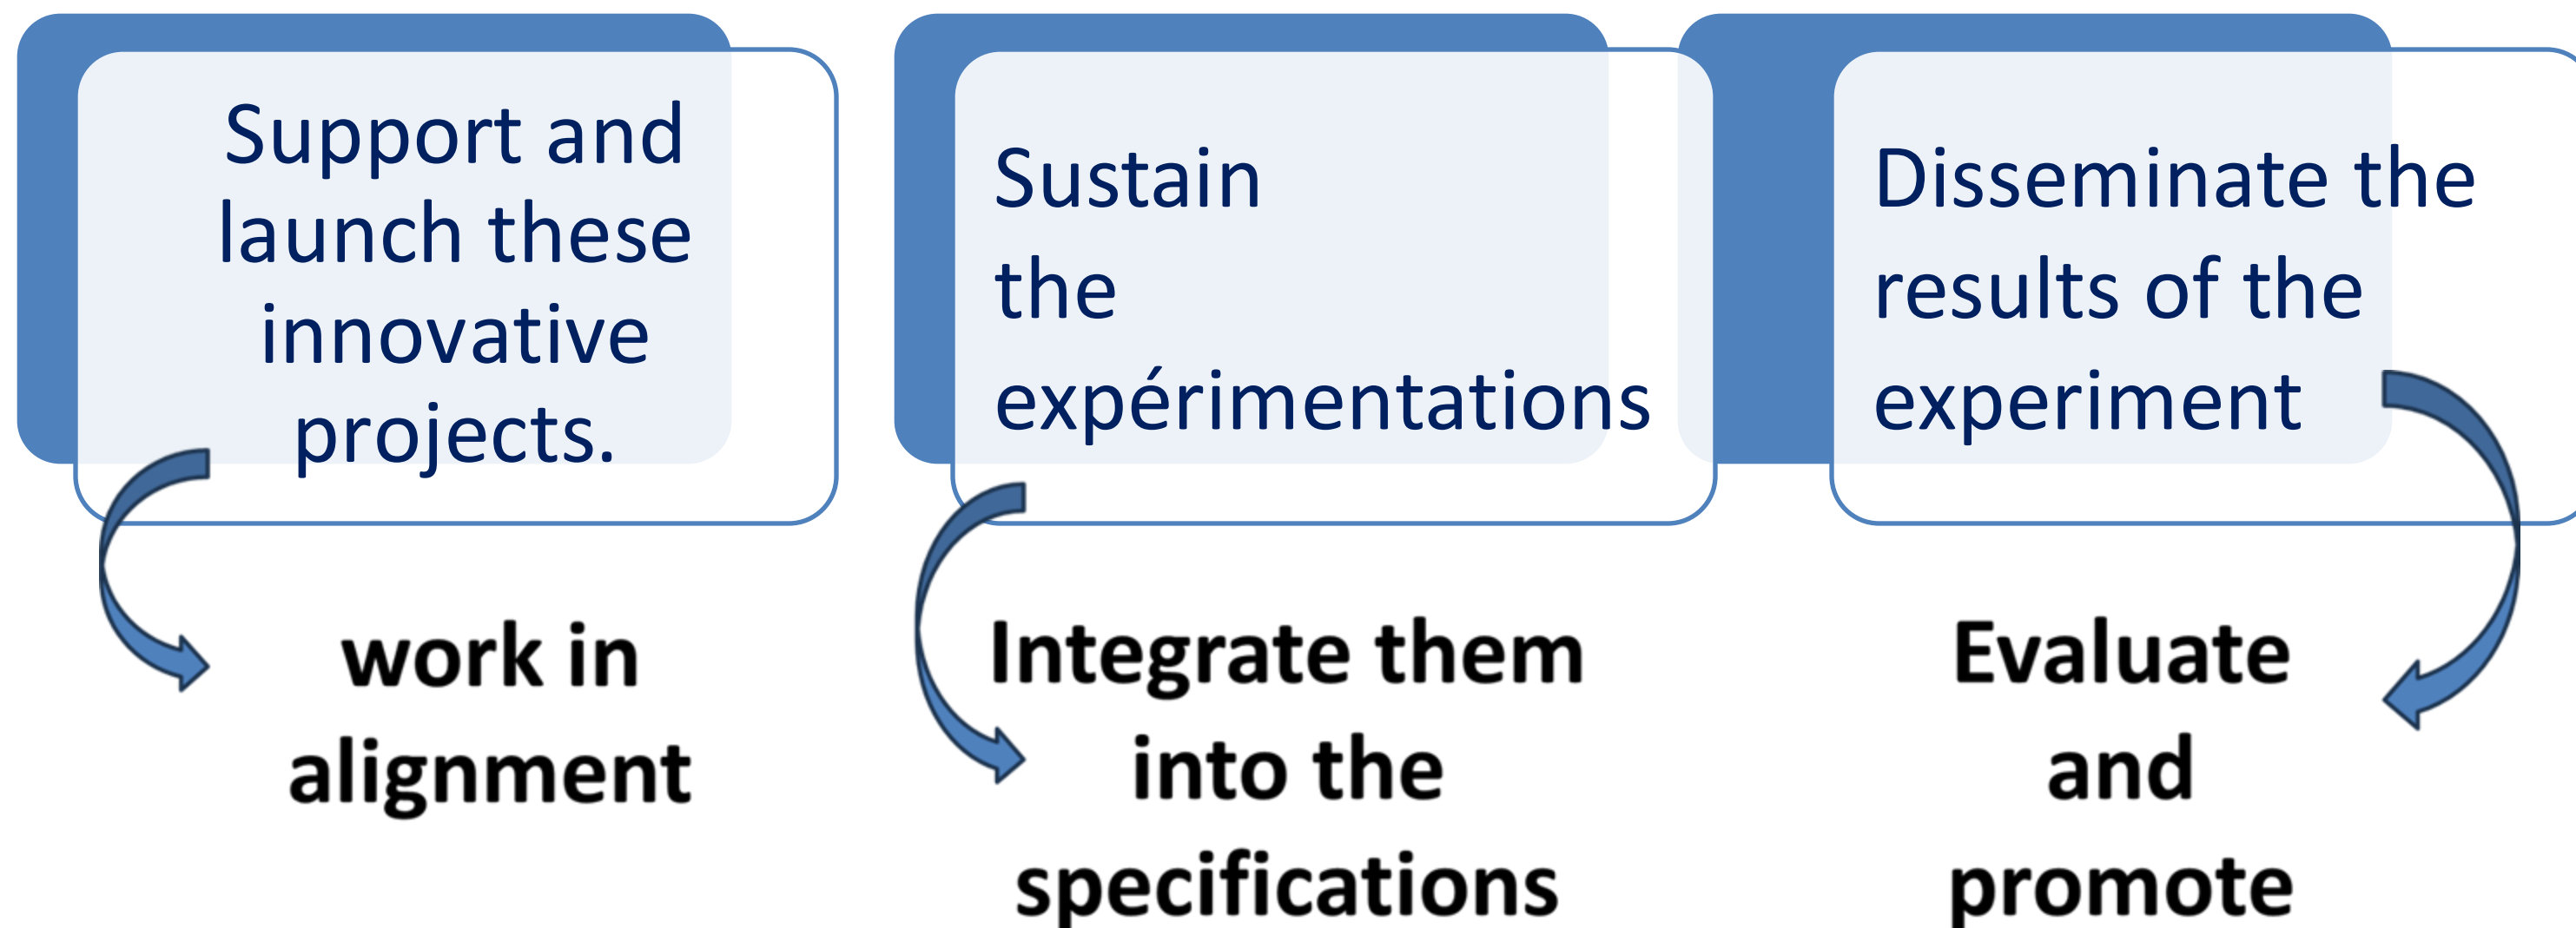 Support and
launch these
innovative
projects.
Sustain
the
expérimentations
Disseminate the
results of the
experiment
work in
alignment
Integrate them
into the
specifications
Evaluate
and
promote